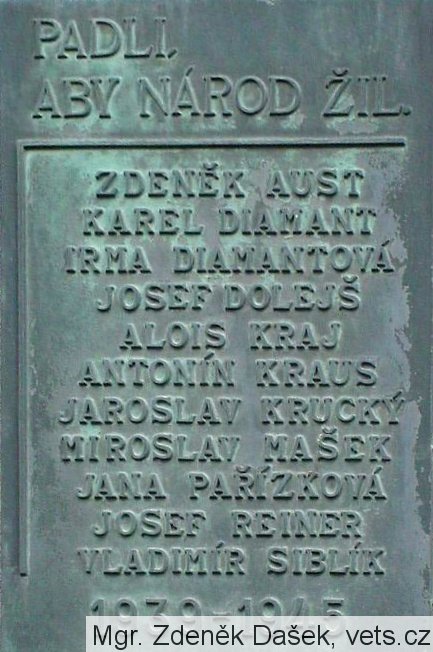 PADLI,
ABY NÁROD ŽIL.
ZDENĚK AUST
KAREL DIAMANT
IRMA DIAMANTOVÁ
JOSEF DOLEJŠ
ALOIS KRAJ
ANTONÍN KRAUS
JAROSLAV KRUCKÝ
MIROSLAV MAŠEK
JANA PAŘÍZKOVÁ
JOSEF REINER
VLADIMÍR SIBLÍK
1939-1945
Mgr. Zdeněk Dašek, vets.cz